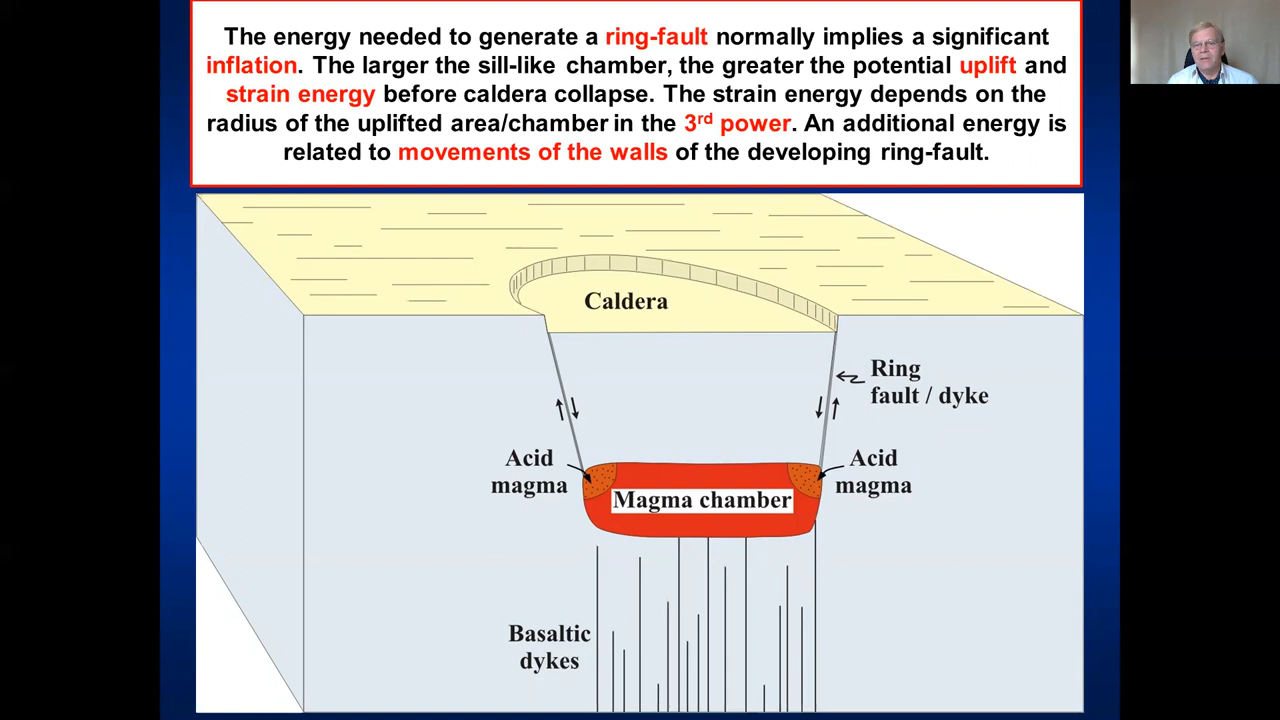 The energy needed to generate a ring-fault normally implies a significant
inflation. The larger the sill-like chamber, the greater the potential uplift and
strain energy before caldera collapse. The strain energy depends on the
radius of the uplifted area/chamber in the 3rd power. An additional energy is
related to movements of the walls of the developing ring-fault.
Caldera
Ring
fault / dyke
Acid
magma
Magma chamber
Acid
magma
Basaltic
dykes